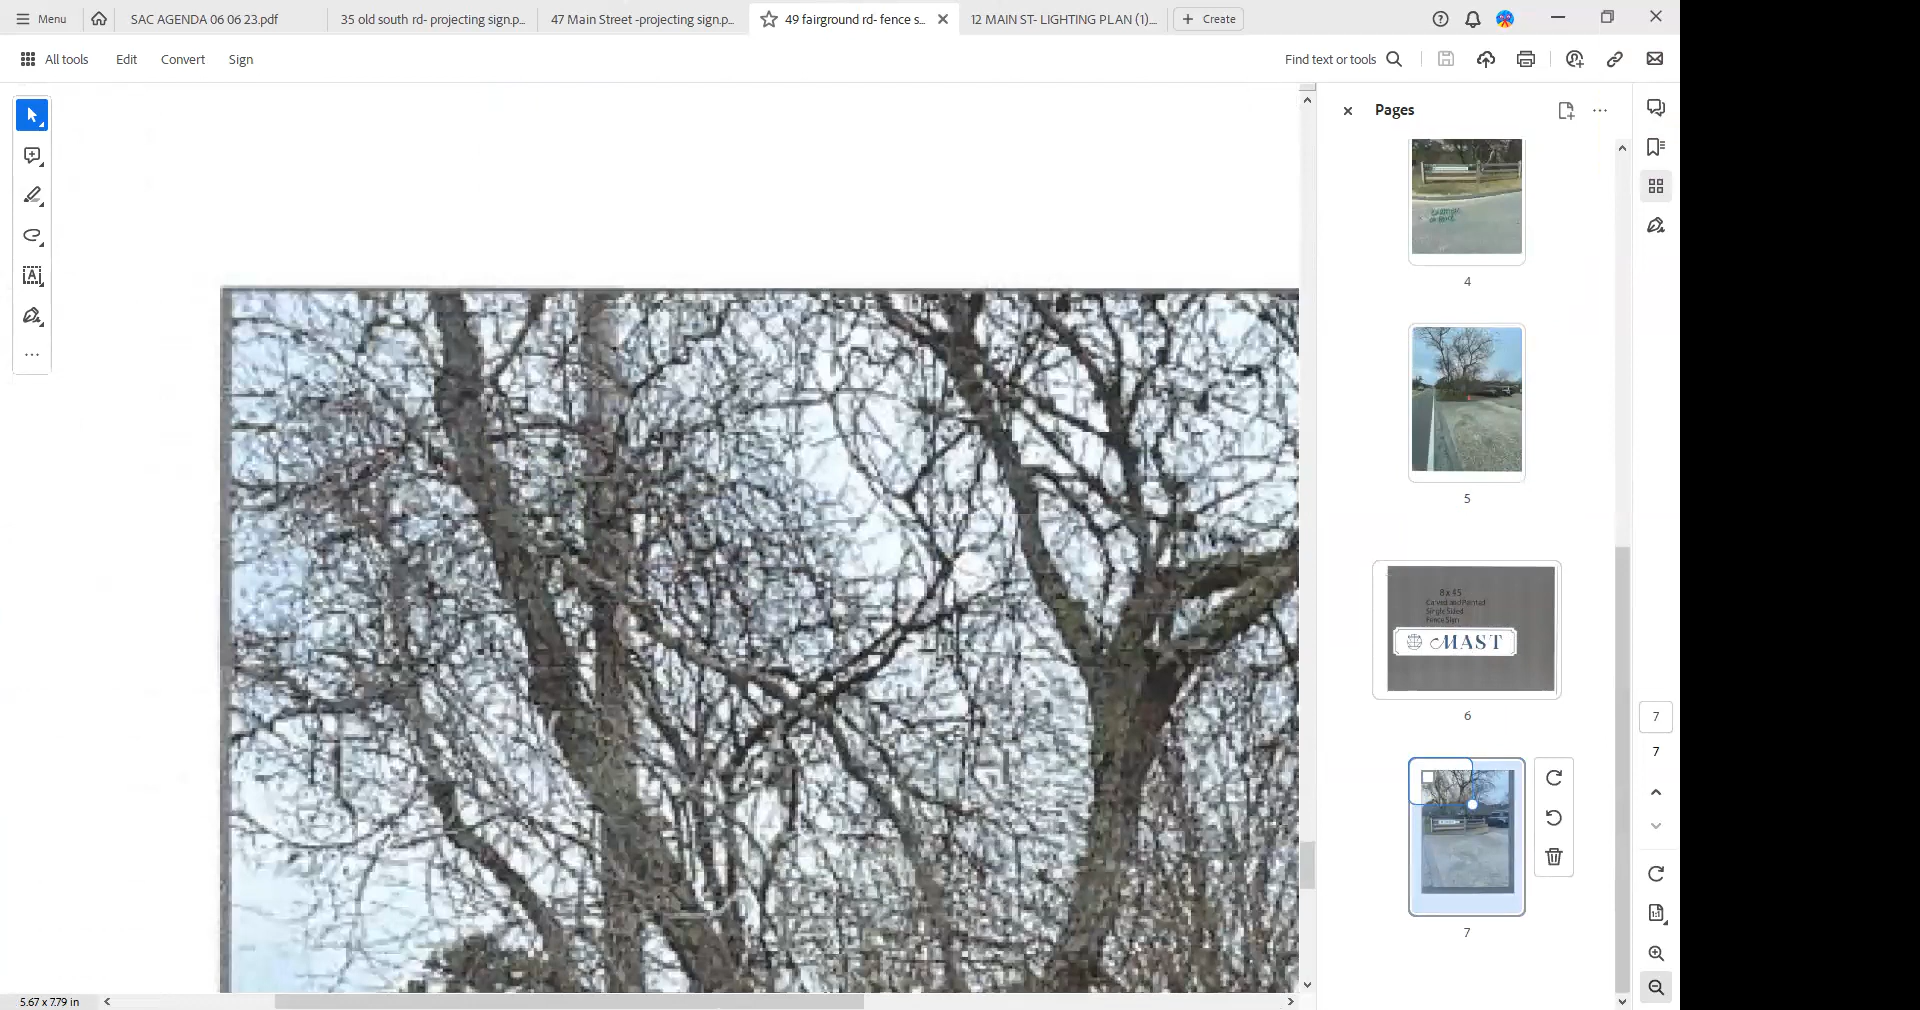 Menu
SAC AGENDA 06 06 23.pdf
35 old south rd- projecting sign.p...
47 Main Street -projecting sign.p...
49 fairground rd- fence s...
12 MAIN ST- LIGHTING PLAN (1)....
Create
All tools
Edit
Convert
Sign
Find text or tools
Pages
4
5
8 x 45
Carved and Painted
Single Sided
Fence Sign
MAST
6
7
7
7
5.67 x 7.79 in